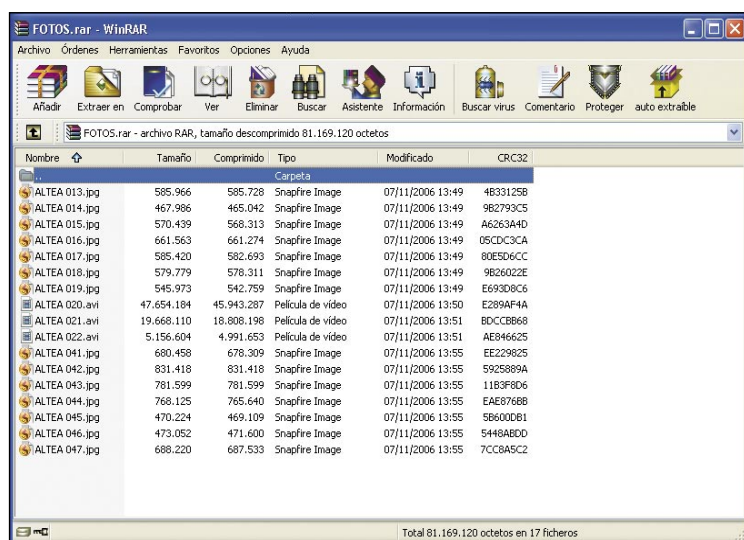 FOTOS.rar - WinRAR
Archivo Órdenes Herramientas Favoritos Opciones Ayuda
Añadir Extraer en Comprobar Ver Eliminar Buscar Asistente Información Buscar virus Comentario Proteger auto extraíble
FOTOS.rar - archivo RAR, tamaño descomprimido 81.169.120 octetos
Nombre Tamaño Comprimido Tipo Modificado CRC32
.. Carpeta
ALTEA 013.jpg 585.966 585.728 Snapfire Image 07/11/2006 13:49 4B33125B
ALTEA 014.jpg 467.986 465.042 Snapfire Image 07/11/2006 13:49 9B2793C5
ALTEA 015.jpg 570.439 568.313 Snapfire Image 07/11/2006 13:49 A6263A4D
ALTEA 016.jpg 661.563 661.274 Snapfire Image 07/11/2006 13:49 05CDC3CA
ALTEA 017.jpg 585.420 582.693 Snapfire Image 07/11/2006 13:49 80E5D6CC
ALTEA 018.jpg 579.779 578.311 Snapfire Image 07/11/2006 13:49 9B26022E
ALTEA 019.jpg 545.973 542.759 Snapfire Image 07/11/2006 13:49 E693D8C6
ALTEA 020.avi 47.654.184 45.943.287 Película de vídeo 07/11/2006 13:50 E289AF4A
ALTEA 021.avi 19.668.110 18.808.198 Película de vídeo 07/11/2006 13:51 BDCCBB68
ALTEA 022.avi 5.156.604 4.991.653 Película de vídeo 07/11/2006 13:51 AE846625
ALTEA 041.jpg 680.458 678.309 Snapfire Image 07/11/2006 13:55 EE229825
ALTEA 042.jpg 831.418 831.418 Snapfire Image 07/11/2006 13:55 5925889A
ALTEA 043.jpg 781.599 781.599 Snapfire Image 07/11/2006 13:55 11B3F8D6
ALTEA 044.jpg 768.125 765.640 Snapfire Image 07/11/2006 13:55 EAE876BB
ALTEA 045.jpg 470.224 469.109 Snapfire Image 07/11/2006 13:55 5B600DB1
ALTEA 046.jpg 473.052 471.600 Snapfire Image 07/11/2006 13:55 5448ABDD
ALTEA 047.jpg 688.220 687.533 Snapfire Image 07/11/2006 13:55 7CC8A5C2
Total 81.169.120 octetos en 17 ficheros